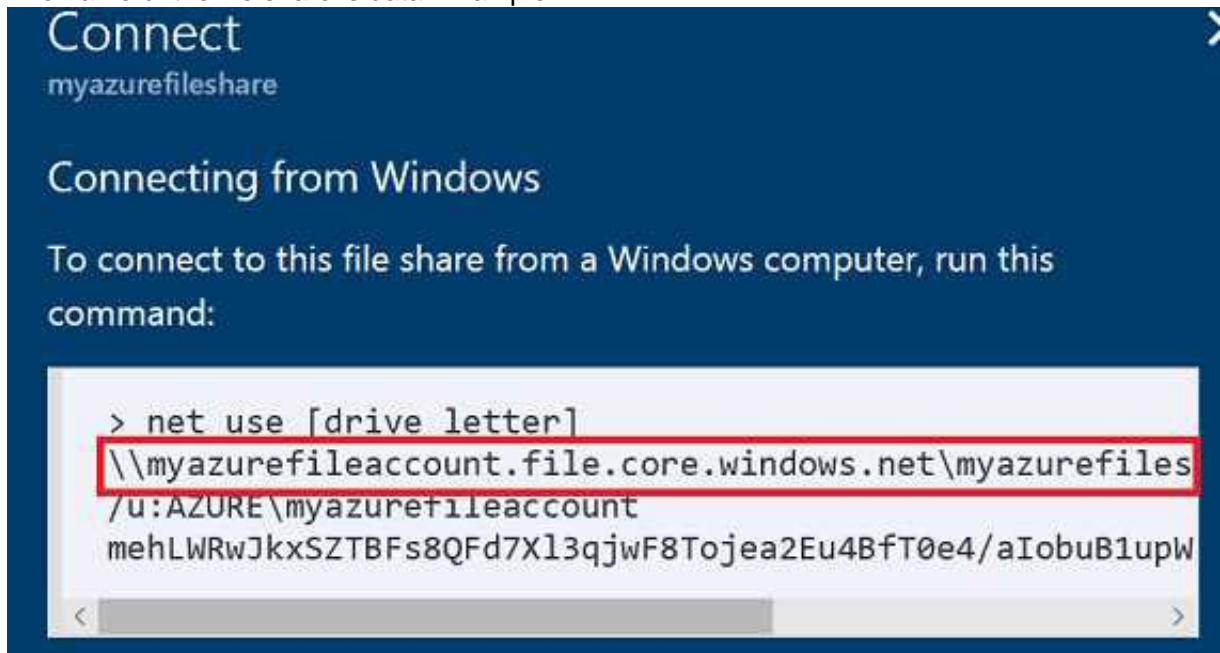 Connect
myazurefileshare
Connecting from Windows
To connect to this file share from a Windows computer, run this
command:
> net use [drive letter]
\\myazurefileaccount.file.core.windows.net\myazurefiles
/u:AZURE\myazurefileaccount
mehLWRwJkxSZTBFs8QFd7Xl3qjwF8Tojea2Eu4BfT0e4/aIobuB1upW